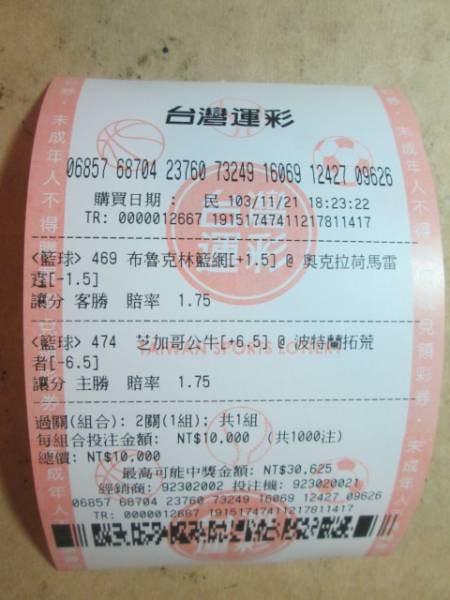 台灣運彩
06857 68704 23760 73249 16069 12427 09626
購買日期： 民 103/11/21 18:23:22
TR: 0000012667 19151747411217811417
<籃球> 469 布魯克林籃網[+1.5] @ 奧克拉荷馬雷
霆[-1.5]
讓分 客勝 賠率 1.75
<籃球> 474 芝加哥公牛[+6.5] @ 波特蘭拓荒
者[-6.5]
TAIWAN SPORTS LOTTERY
讓分 主勝 賠率 1.75
過關(組合): 2關(1組); 共1組
每組合投注金額: NT$10,000 (共1000注)
總價: NT$10,000
最高可能中獎金額: NT$30,625
經銷商: 92302002 投注機: 923020021
06857 68704 23760 73249 16069 12427 09626
TR: 0000012667 19151747411217811417